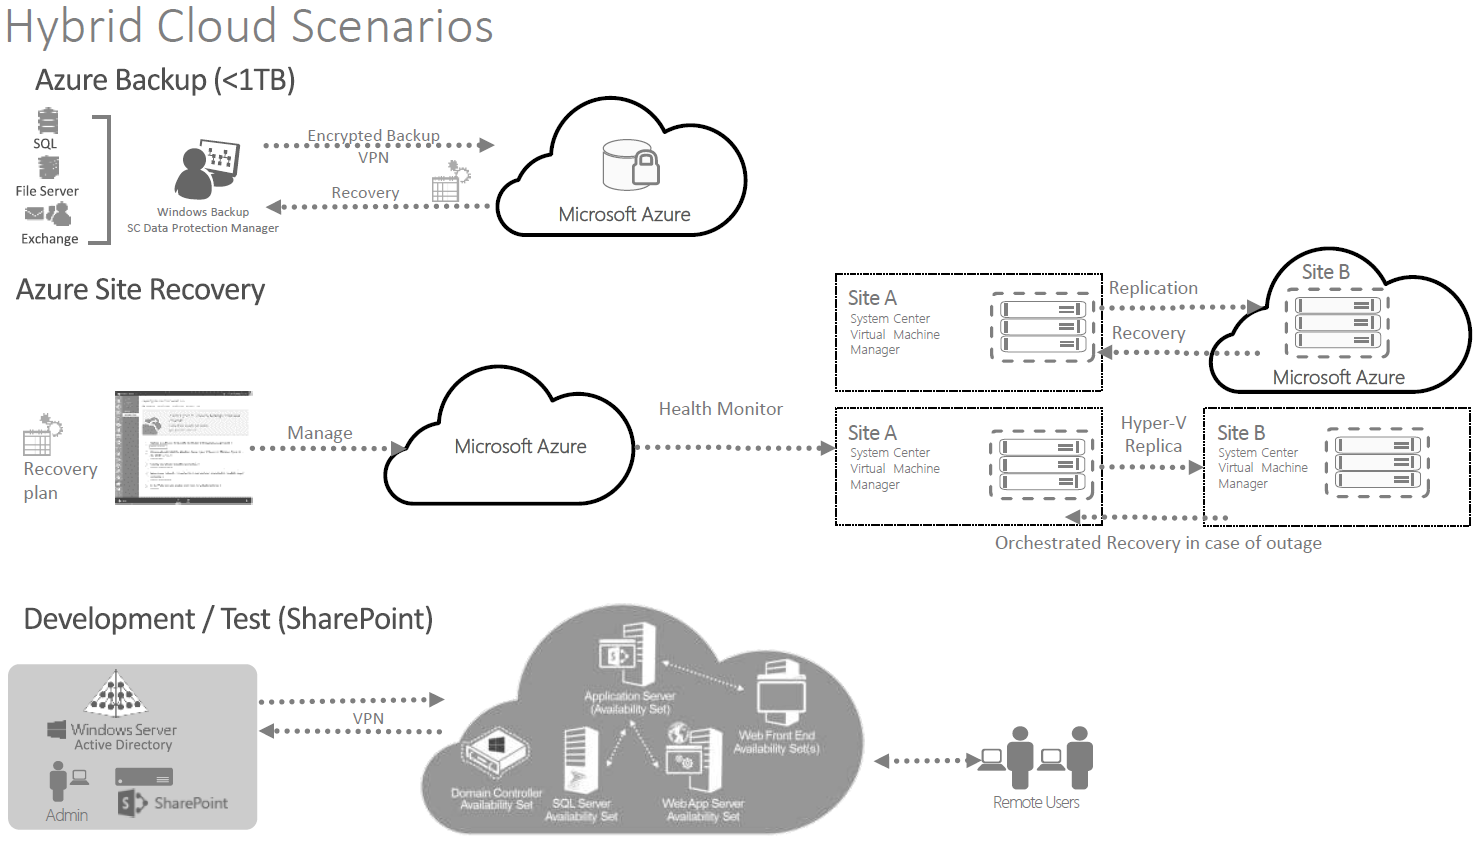 Hybrid Cloud Scenarios
Azure Backup (<1TB)
SQL
File Server
Exchange
Windows Backup
SC Data Protection Manager
Encrypted Backup
VPN
Recovery
Microsoft Azure
Azure Site Recovery
Recovery
plan
Manage
Microsoft Azure
Health Monitor
Site A
System Center
Virtual Machine
Manager
Replication
Recovery
Site B
Microsoft Azure
Site A
System Center
Virtual Machine
Manager
Hyper-V
Replica
Site B
System Center
Virtual Machine
Manager
Orchestrated Recovery in case of outage
Development / Test (SharePoint)
Windows Server
Active Directory
Admin
SharePoint
VPN
Application Server
(Availability Set)
Web Front End
Availability Set(s)
Domain Controller
Availability Set
SQL Server
Availability Set
Web App Server
Availability Set
Remote Users